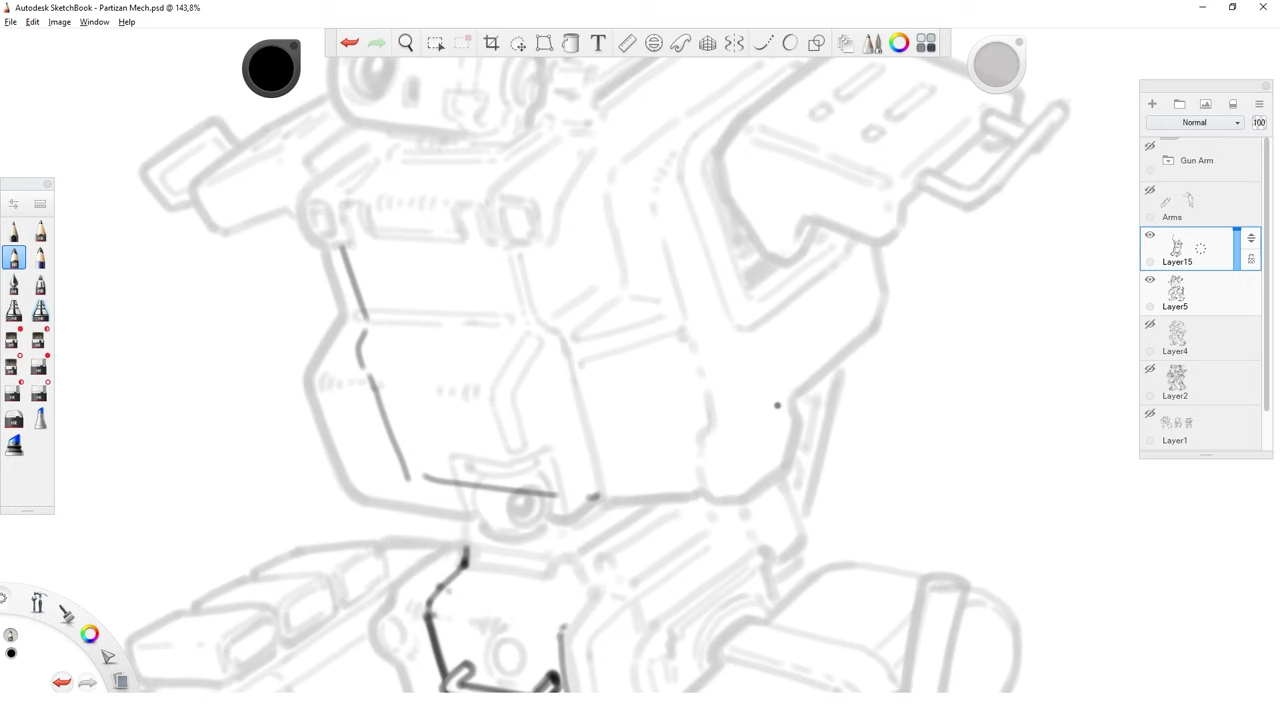 Autodesk SketchBook - Partizan Mech.psd @ 143,8%
File Edit Image Window Help
Normal 100
Gun Arm
Arms
Layer15
Layer5
Layer4
Layer2
Layer1